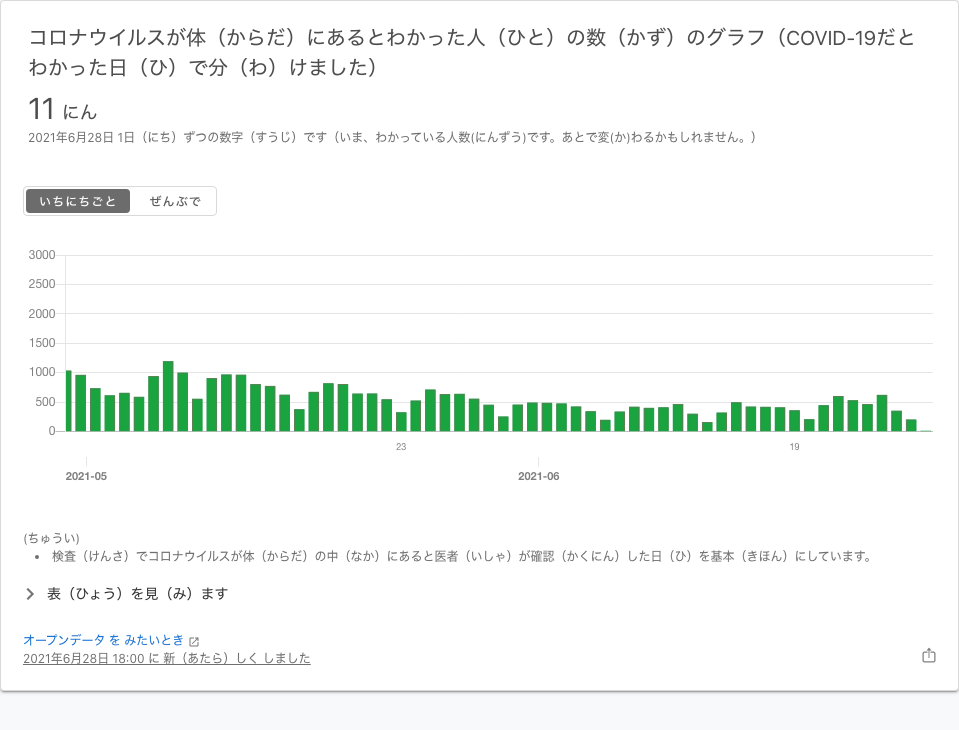 コロナウイルスが体（からだ）にあるとわかった人（ひと）の数（かず）のグラフ（COVID-19だと
わかった日（ひ）で分（わ）けました）
11 にん
2021年6月28日 1日（にち）ずつの数字（すうじ）です（いま、わかっている人数(にんずう)です。あとで変(か)わるかもしれません。）
いちにちごと ぜんぶで
3000
2500
2000
1500
1000
500
0
23 19
2021-05 2021-06
(ちゅうい)
• 検査（けんさ）でコロナウイルスが体（からだ）の中（なか）にあると医者（いしゃ）が確認（かくにん）した日（ひ）を基本（きほん）にしています。
表（ひょう）を見（み）ます
オープンデータ を みたいとき
2021年6月28日 18:00 に 新（あたら）しく しました